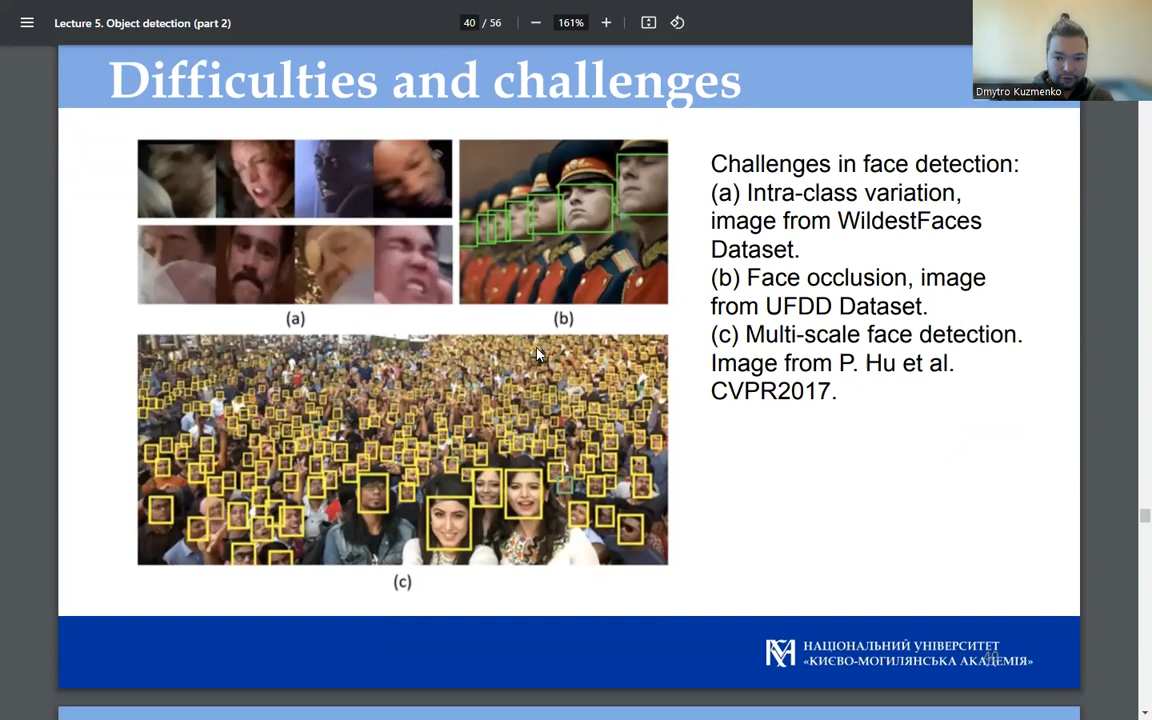 Lecture 5. Object detection (part 2)
40 / 56
161%
Difficulties and challenges
Dmytro Kuzmenko
Challenges in face detection:
(a) Intra-class variation,
image from WildestFaces
Dataset.
(b) Face occlusion, image
from UFDD Dataset.
(c) Multi-scale face detection.
Image from P. Hu et al.
CVPR2017.
(a)
(b)
(c)
НАЦІОНАЛЬНИЙ УНІВЕРСИТЕТ
«КИЄВО-МОГИЛЯНСЬКА АКАДЕМІЯ»
40